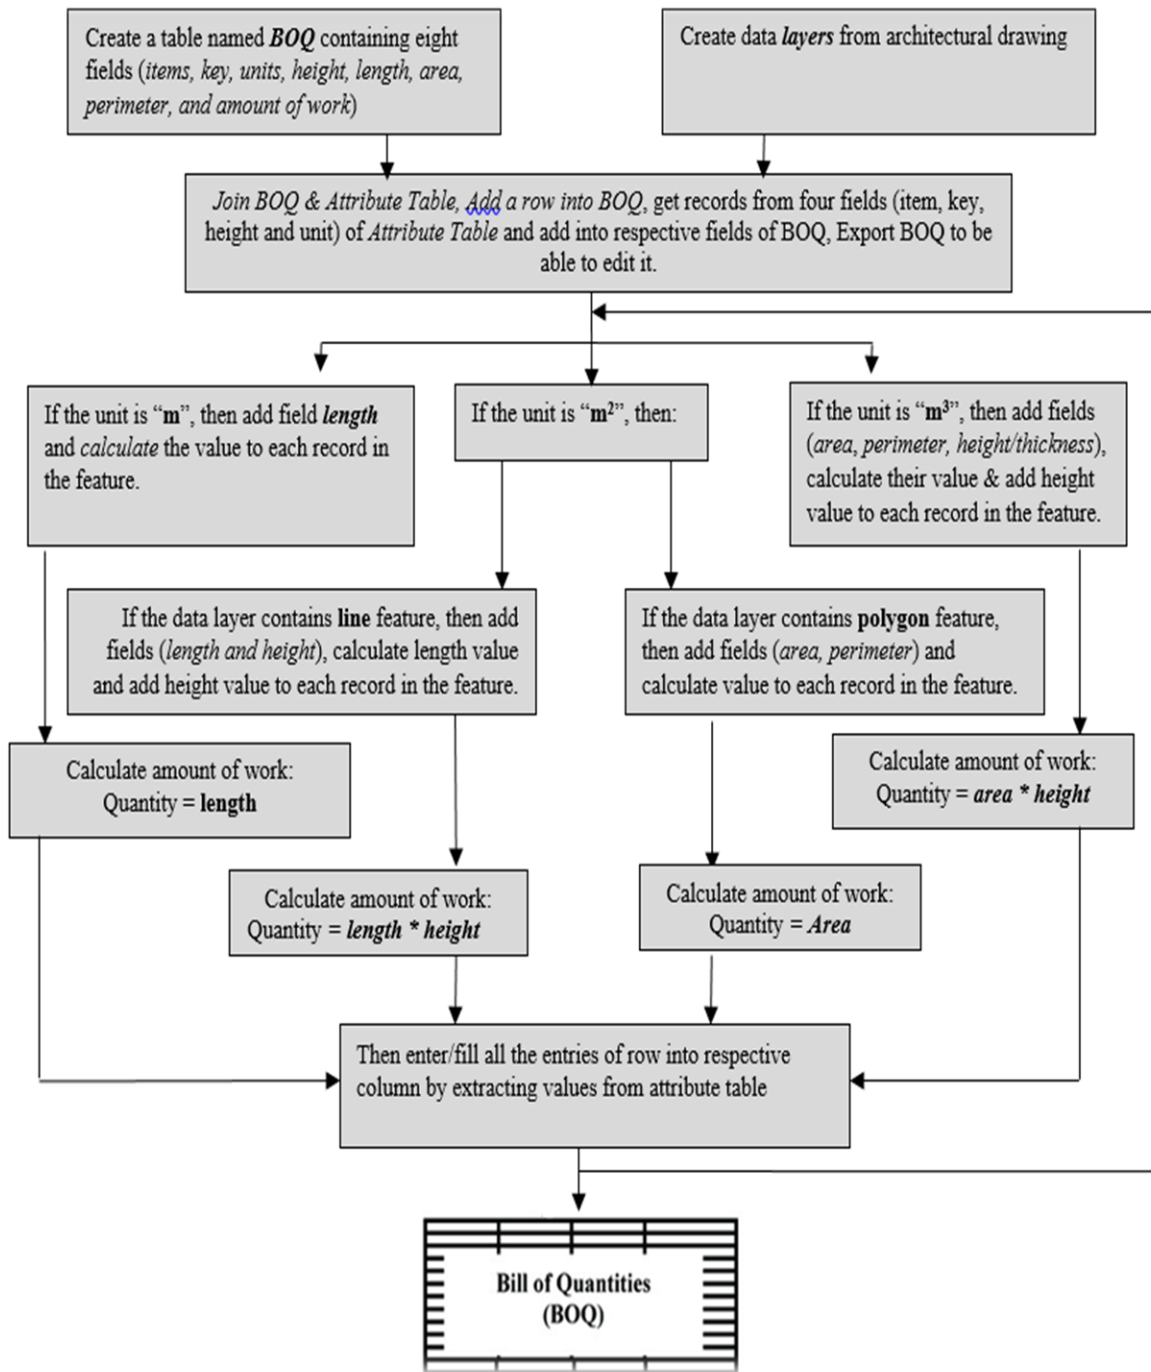 Create a table named BOQ containing eight
fields (items, key, units, height, length, area,
perimeter, and amount of work)
Create data layers from architectural drawing
Join BOQ & Attribute Table, Add a row into BOQ, get records from four fields (item, key,
height and unit) of Attribute Table and add into respective fields of BOQ, Export BOQ to be
able to edit it.
If the unit is “m”, then add field length
and calculate the value to each record in
the feature.
If the unit is “m²”, then:
If the unit is “m³”, then add fields
(area, perimeter, height/thickness),
calculate their value & add height
value to each record in the feature.
If the data layer contains line feature, then add
fields (length and height), calculate length value
and add height value to each record in the feature.
If the data layer contains polygon feature,
then add fields (area, perimeter) and
calculate value to each record in the feature.
Calculate amount of work:
Quantity = length
Calculate amount of work:
Quantity = area * height
Calculate amount of work:
Quantity = length * height
Calculate amount of work:
Quantity = Area
Then enter/fill all the entries of row into respective
column by extracting values from attribute table
Bill of Quantities
(BOQ)